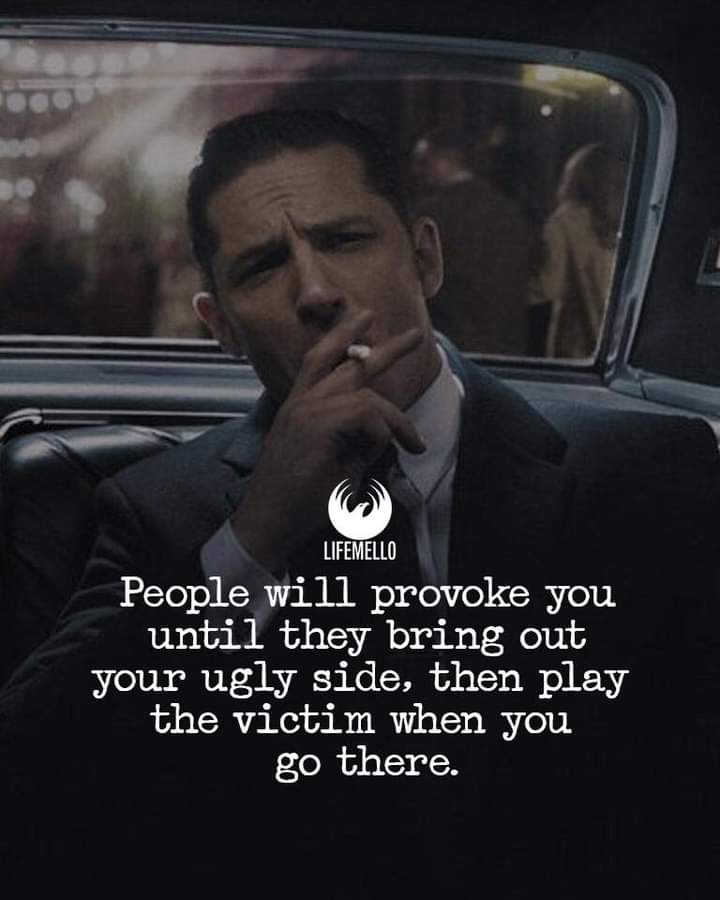 LIFEMELLO
People will provoke you
until they bring out
your ugly side, then play
the victim when you
go there.